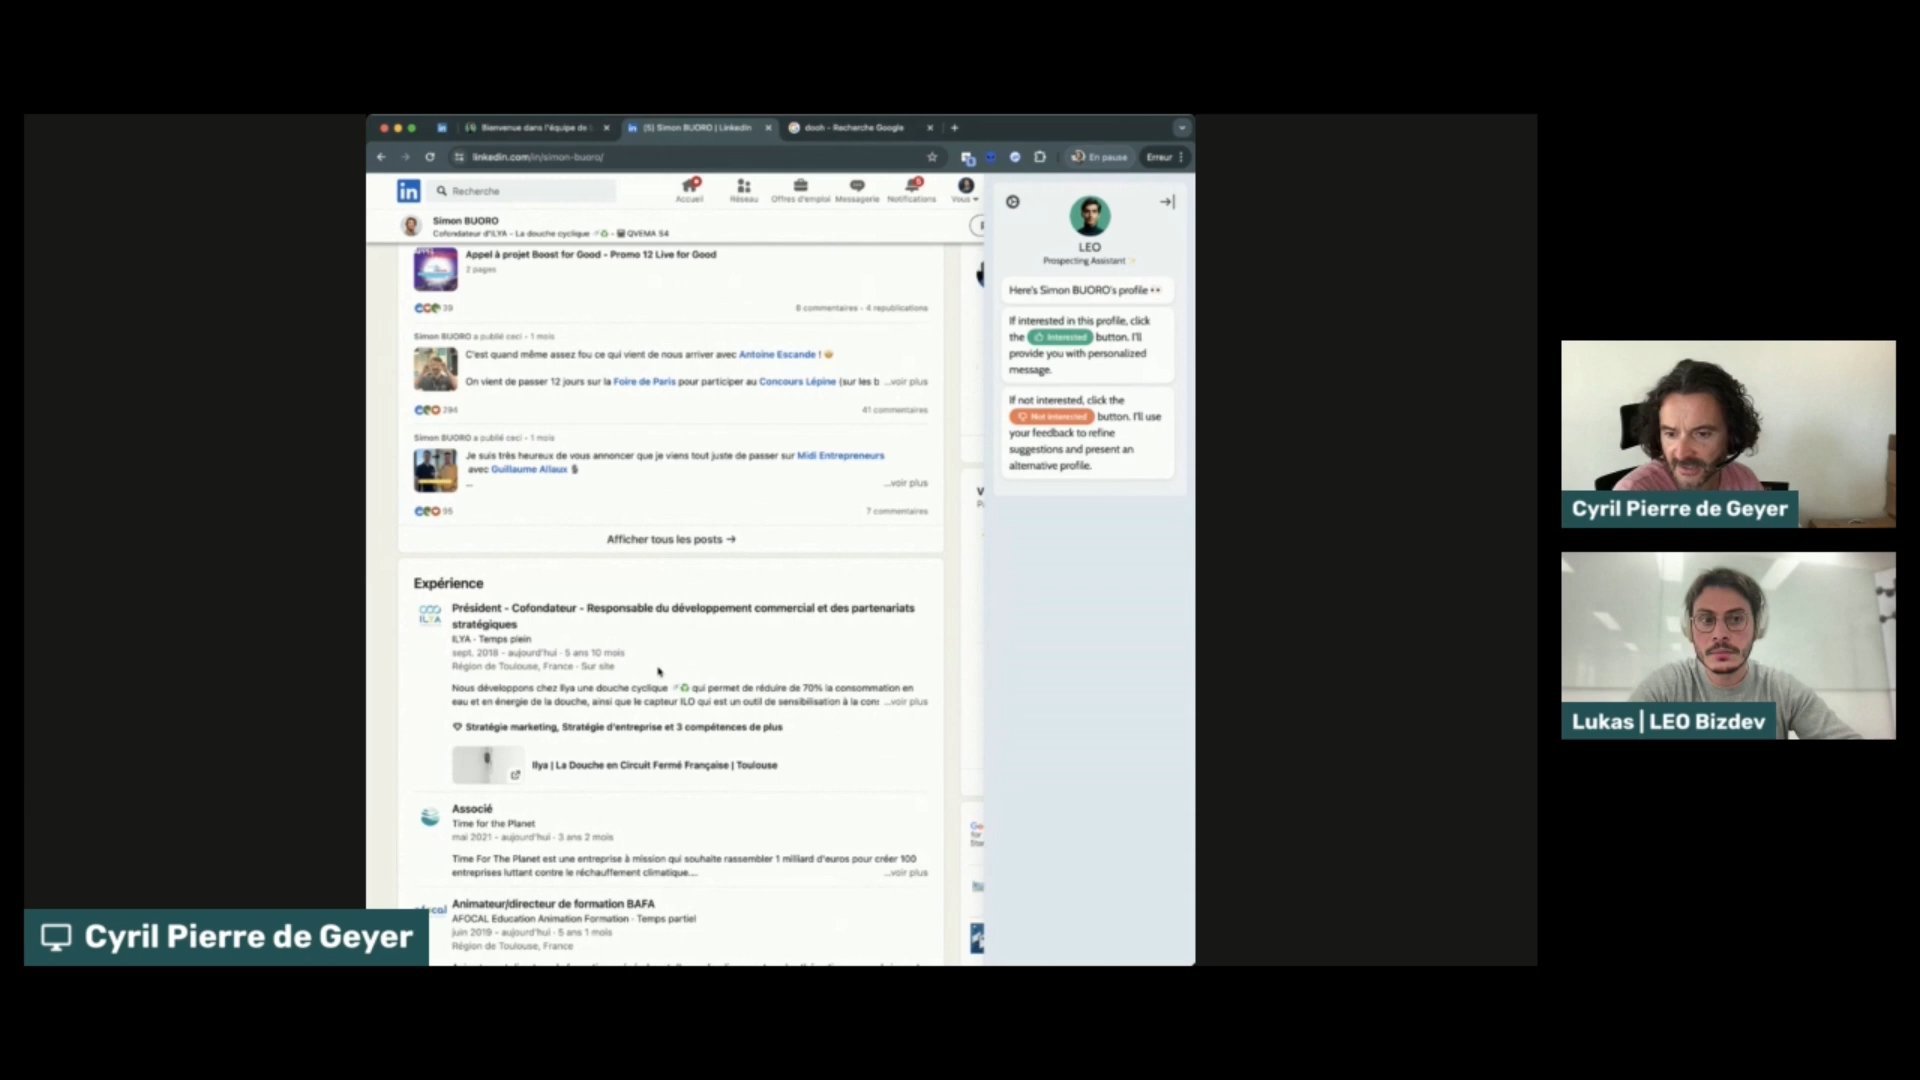 Bienvenue dans l'équipe de
(5) Simon BUORO | LinkedIn
dooh - Recherche Google
linkedin.com/in/simon-buoro/
En pause
Erreur
in
Recherche
Accueil
Réseau
Offres d'emploi
Messagerie
Notifications
Vous
Simon BUORO
Cofondateur d'ILYA - La douche cyclique - QVEMA S4
Appel à projet Boost for Good - Promo 12 Live for Good
2 pages
39
8 commentaires - 4 republications
Simon BUORO a publié ceci - 1 mois
C'est quand même assez fou ce qui vient de nous arriver avec Antoine Escande !
On vient de passer 12 jours sur la Foire de Paris pour participer au Concours Lépine (sur les b ...voir plus
294
41 commentaires
Simon BUORO a publié ceci - 1 mois
Je suis très heureux de vous annoncer que je viens tout juste de passer sur Midi Entrepreneurs
avec Guillaume Allaux
...
...voir plus
95
7 commentaires
Afficher tous les posts →
Expérience
Président - Cofondateur - Responsable du développement commercial et des partenariats
stratégiques
ILYA · Temps plein
sept. 2018 - aujourd'hui · 5 ans 10 mois
Région de Toulouse, France · Sur site
Nous développons chez Ilya une douche cyclique qui permet de réduire de 70% la consommation en
eau et en énergie de la douche, ainsi que le capteur ILO qui est un outil de sensibilisation à la con ...voir plus
Stratégie marketing, Stratégie d'entreprise et 3 compétences de plus
Ilya | La Douche en Circuit Fermé Française | Toulouse
Associé
Time for the Planet
mai 2021 - aujourd'hui · 3 ans 2 mois
Time For The Planet est une entreprise à mission qui souhaite rassembler 1 milliard d'euros pour créer 100
entreprises luttant contre le réchauffement climatique....
...voir plus
Animateur/directeur de formation BAFA
AFOCAL Education Animation Formation · Temps partiel
juin 2019 - aujourd'hui · 5 ans 1 mois
Région de Toulouse, France
LEO
Prospecting Assistant
Here's Simon BUORO's profile
If interested in this profile, click
the Interested button. I'll
provide you with personalized
message.
If not interested, click the
Not interested button. I'll use
your feedback to refine
suggestions and present an
alternative profile.
Cyril Pierre de Geyer
Lukas | LEO Bizdev
Cyril Pierre de Geyer